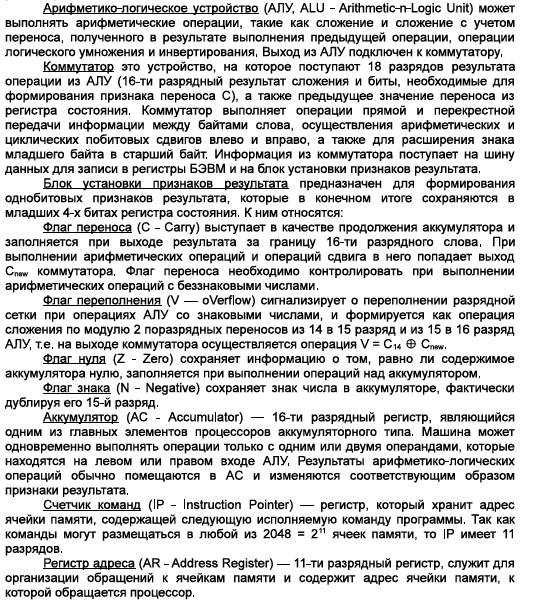 Арифметико-логическое устройство (АЛУ, ALU - Arithmetic-n-Logic Unit) может
выполнять арифметические операции, такие как сложение и сложение с учетом
переноса, полученного в результате выполнения предыдущей операции, операции
логического умножения и инвертирования. Выход из АЛУ подключен к коммутатору.
Коммутатор это устройство, на которое поступают 18 разрядов результата
операции из АЛУ (16-ти разрядный результат сложения и биты, необходимые для
формирования признака переноса С), а также предыдущее значение переноса из
регистра состояния. Коммутатор выполняет операции прямой и перекрестной
передачи информации между байтами слова, осуществления арифметических и
циклических побитовых сдвигов влево и вправо, а также для расширения знака
младшего байта в старший байт. Информация из коммутатора поступает на шину
данных для записи в регистры БЭВМ и на блок установки признаков результата.
Блок установки признаков результата предназначен для формирования
однобитовых признаков результата, которые в конечном итоге сохраняются в
младших 4-х битах регистра состояния. К ним относятся:
Флаг переноса (C - Carry) выступает в качестве продолжения аккумулятора и
заполняется при выходе результата за границу 16-ти разрядного слова. При
выполнении арифметических операций и операций сдвига в него попадает выход
Cnew коммутатора. Флаг переноса необходимо контролировать при выполнении
арифметических операций с беззнаковыми числами.
Флаг переполнения (V — oVerflow) сигнализирует о переполнении разрядной
сетки при операциях АЛУ со знаковыми числами, и формируется как операция
сложения по модулю 2 поразрядных переносов из 14 в 15 разряд и из 15 в 16 разряд
АЛУ, т.е. на выходе коммутатора осуществляется операция V = C14 ⊕ Cnew.
Флаг нуля (Z - Zero) сохраняет информацию о том, равно ли содержимое
аккумулятора нулю, заполняется при выполнении операций над аккумулятором.
Флаг знака (N - Negative) сохраняет знак числа в аккумуляторе, фактически
дублируя его 15-й разряд.
Аккумулятор (AC - Accumulator) — 16-ти разрядный регистр, являющийся
одним из главных элементов процессоров аккумуляторного типа. Машина может
одновременно выполнять операции только с одним или двумя операндами, которые
находятся на левом или правом входе АЛУ. Результаты арифметико-логических
операций обычно помещаются в АС и изменяются соответствующим образом
признаки результата.
Счетчик команд (IP - Instruction Pointer) — регистр, который хранит адрес
ячейки памяти, содержащей следующую исполняемую команду программы. Так как
команды могут размещаться в любой из 2048 = 2¹¹ ячеек памяти, то IP имеет 11
разрядов.
Регистр адреса (AR - Address Register) — 11-ти разрядный регистр, служит для
организации обращений к ячейкам памяти и содержит адрес ячейки памяти, к
которой обращается процессор.